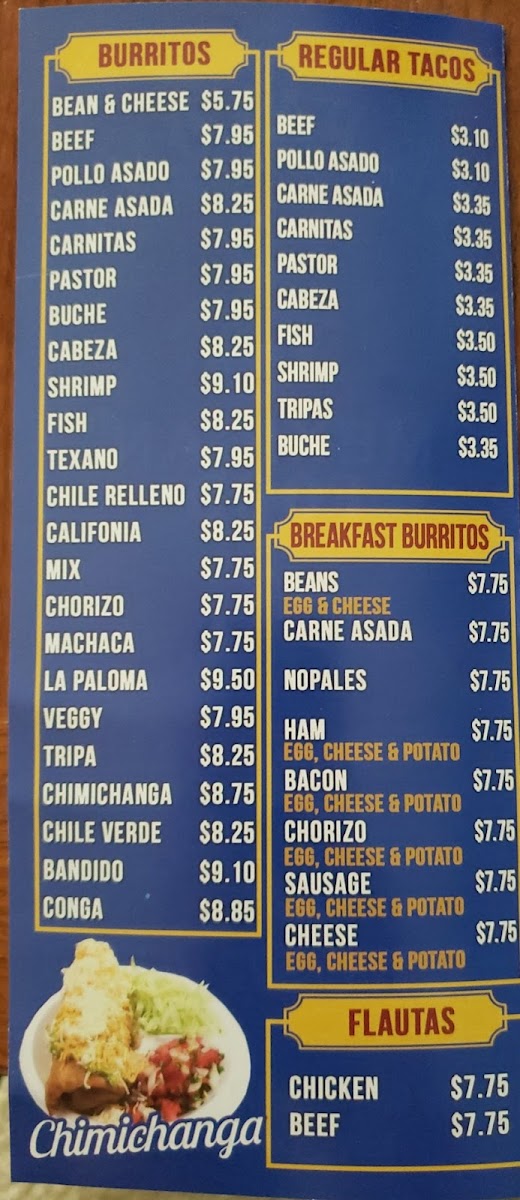 BURRITOS
BEAN & CHEESE $5.75
BEEF $7.95
POLLO ASADO $7.95
CARNE ASADA $8.25
CARNITAS $7.95
PASTOR $7.95
BUCHE $7.95
CABEZA $8.25
SHRIMP $9.10
FISH $8.25
TEXANO $7.95
CHILE RELLENO $7.75
CALIFONIA $8.25
MIX $7.75
CHORIZO $7.75
MACHACA $7.75
LA PALOMA $9.50
VEGGY $7.95
TRIPA $8.25
CHIMICHANGA $8.75
CHILE VERDE $8.25
BANDIDO $9.10
CONGA $8.85
Chimichanga
REGULAR TACOS
BEEF $3.10
POLLO ASADO $3.10
CARNE ASADA $3.35
CARNITAS $3.35
PASTOR $3.35
CABEZA $3.35
FISH $3.50
SHRIMP $3.50
TRIPAS $3.50
BUCHE $3.35
BREAKFAST BURRITOS
BEANS $7.75
EGG & CHEESE
CARNE ASADA $7.75
NOPALES $7.75
HAM $7.75
EGG, CHEESE & POTATO
BACON $7.75
EGG, CHEESE & POTATO
CHORIZO $7.75
EGG, CHEESE & POTATO
SAUSAGE $7.75
EGG, CHEESE & POTATO
CHEESE $7.75
EGG, CHEESE & POTATO
FLAUTAS
CHICKEN $7.75
BEEF $7.75